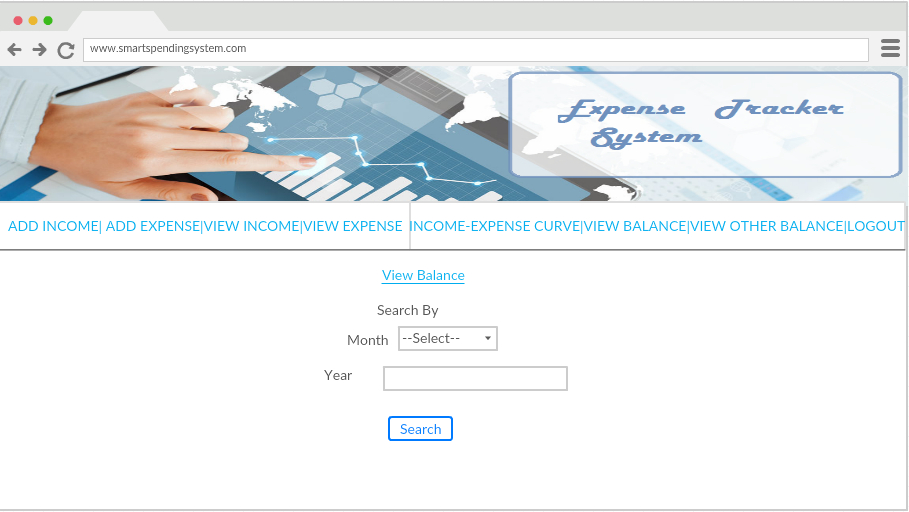 www.smartspendingsystem.com
Expense Tracker
System
ADD INCOME| ADD EXPENSE|VIEW INCOME|VIEW EXPENSE INCOME-EXPENSE CURVE|VIEW BALANCE|VIEW OTHER BALANCE|LOGOUT
View Balance
Search By
Month --Select--
Year
Search